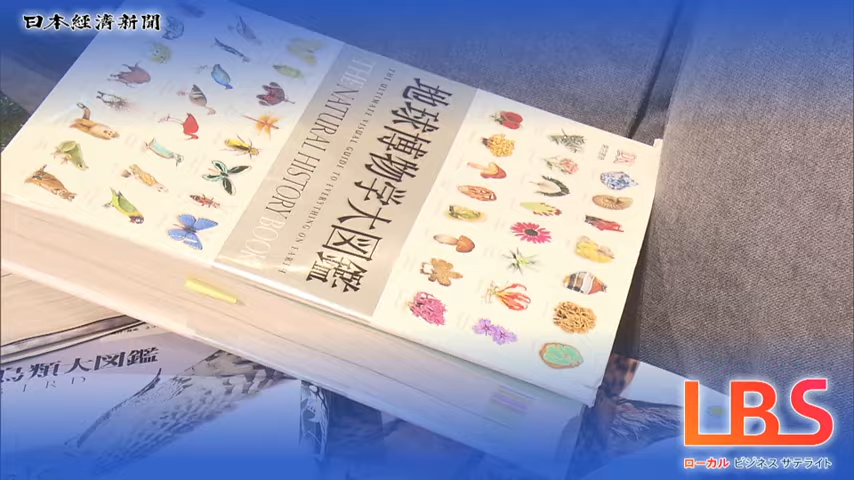 日本経済新聞
地球博物学大図鑑
THE ULTIMATE VISUAL GUIDE TO EVERYTHING ON EARTH
THE NATURAL HISTORY BOOK
鳥類大図鑑
BIRD
LBS
ローカル ビジネス サテライト